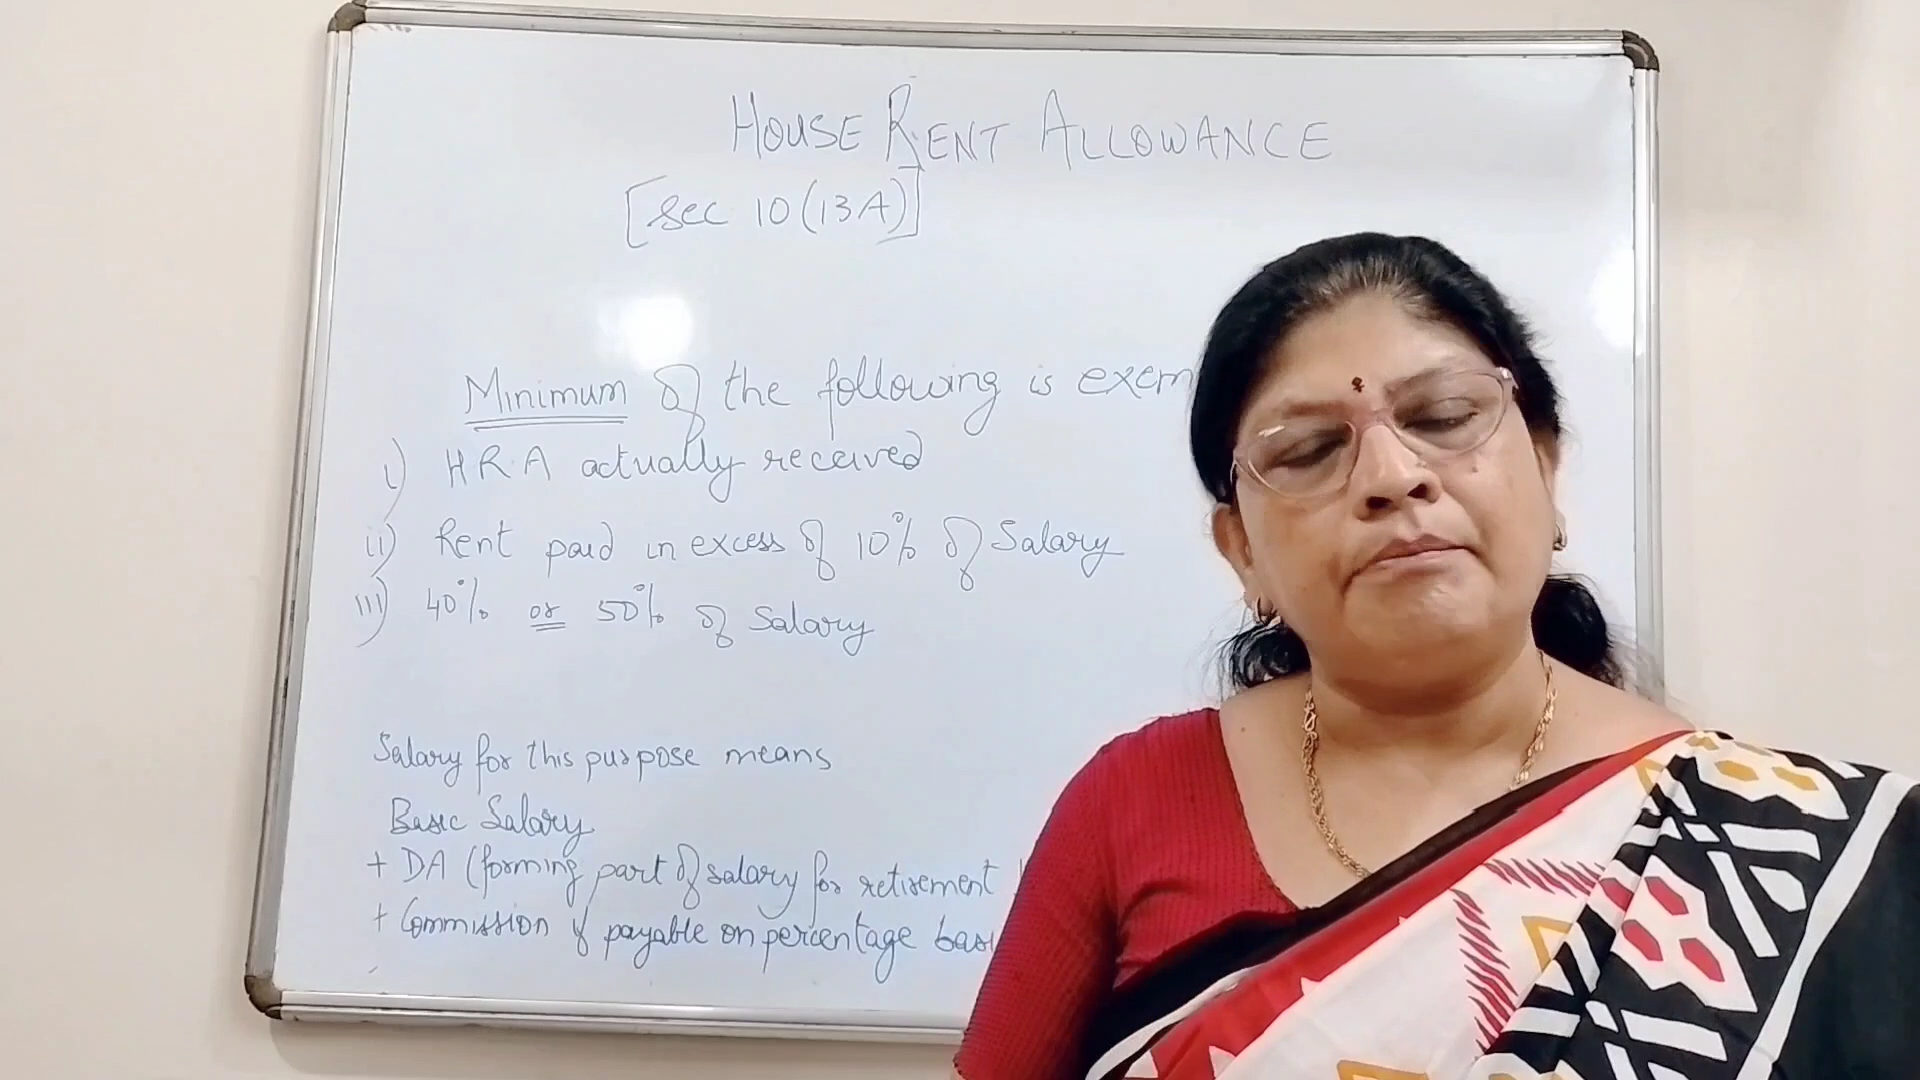 HOUSE RENT ALLOWANCE
[sec 10(13A)]
Minimum of the following is exem
i) H R A actually received
ii) Rent paid in excess of 10% of Salary
iii) 40% or 50% of Salary
Salary for this purpose means
Basic Salary
+ DA (forming part of salary for retirement
+ Commission if payable on percentage basi